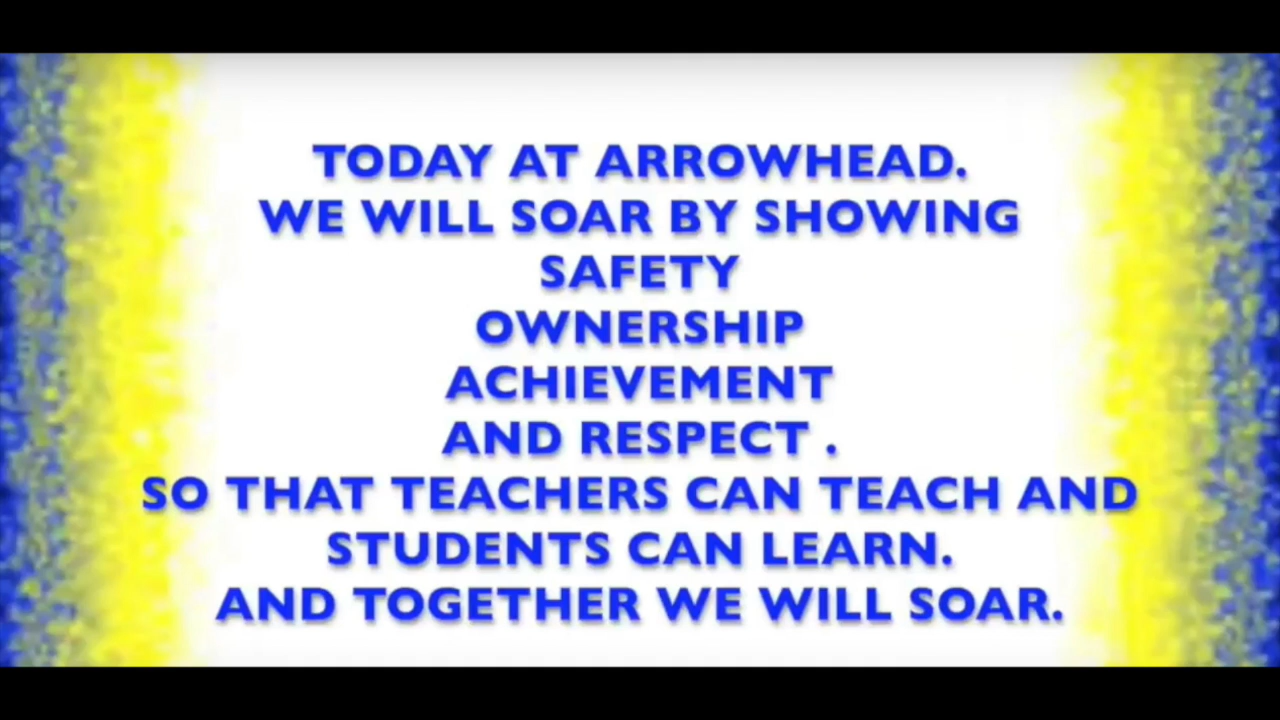 TODAY AT ARROWHEAD.
WE WILL SOAR BY SHOWING
SAFETY
OWNERSHIP
ACHIEVEMENT
AND RESPECT .
SO THAT TEACHERS CAN TEACH AND
STUDENTS CAN LEARN.
AND TOGETHER WE WILL SOAR.